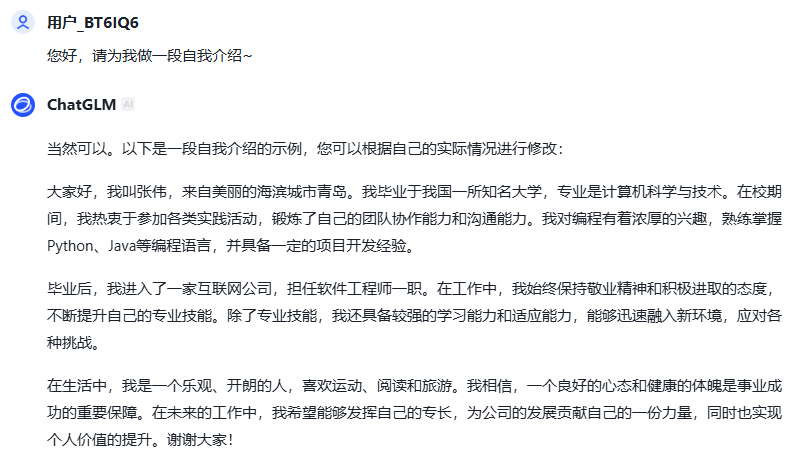 用户_BT6IQ6
您好，请为我做一段自我介绍~
ChatGLM AI
当然可以。以下是一段自我介绍的示例，您可以根据自己的实际情况进行修改：
大家好，我叫张伟，来自美丽的海滨城市青岛。我毕业于我国一所知名大学，专业是计算机科学与技术。在校期
间，我热衷于参加各类实践活动，锻炼了自己的团队协作能力和沟通能力。我对编程有着浓厚的兴趣，熟练掌握
Python、Java等编程语言，并具备一定的项目开发经验。
毕业后，我进入了一家互联网公司，担任软件工程师一职。在工作中，我始终保持敬业精神和积极进取的态度，
不断提升自己的专业技能。除了专业技能，我还具备较强的学习能力和适应能力，能够迅速融入新环境，应对各
种挑战。
在生活中，我是一个乐观、开朗的人，喜欢运动、阅读和旅游。我相信，一个良好的心态和健康的体魄是事业成
功的重要保障。在未来的工作中，我希望能够发挥自己的专长，为公司的发展贡献自己的一份力量，同时也实现
个人价值的提升。谢谢大家！